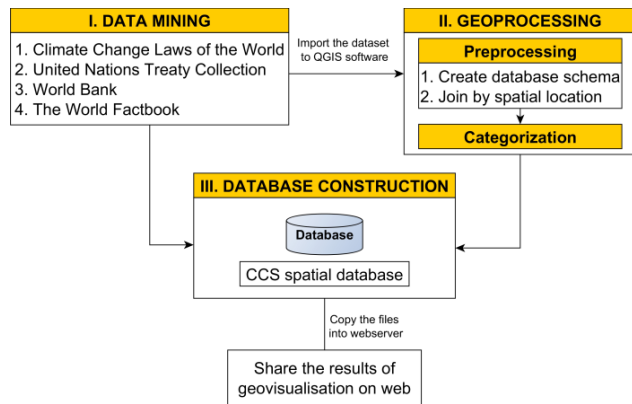 I. DATA MINING
1. Climate Change Laws of the World
2. United Nations Treaty Collection
3. World Bank
4. The World Factbook
Import the dataset
to QGIS software
II. GEOPROCESSING
Preprocessing
1. Create database schema
2. Join by spatial location
Categorization
III. DATABASE CONSTRUCTION
Database
CCS spatial database
Copy the files
into webserver
Share the results of
geovisualisation on web